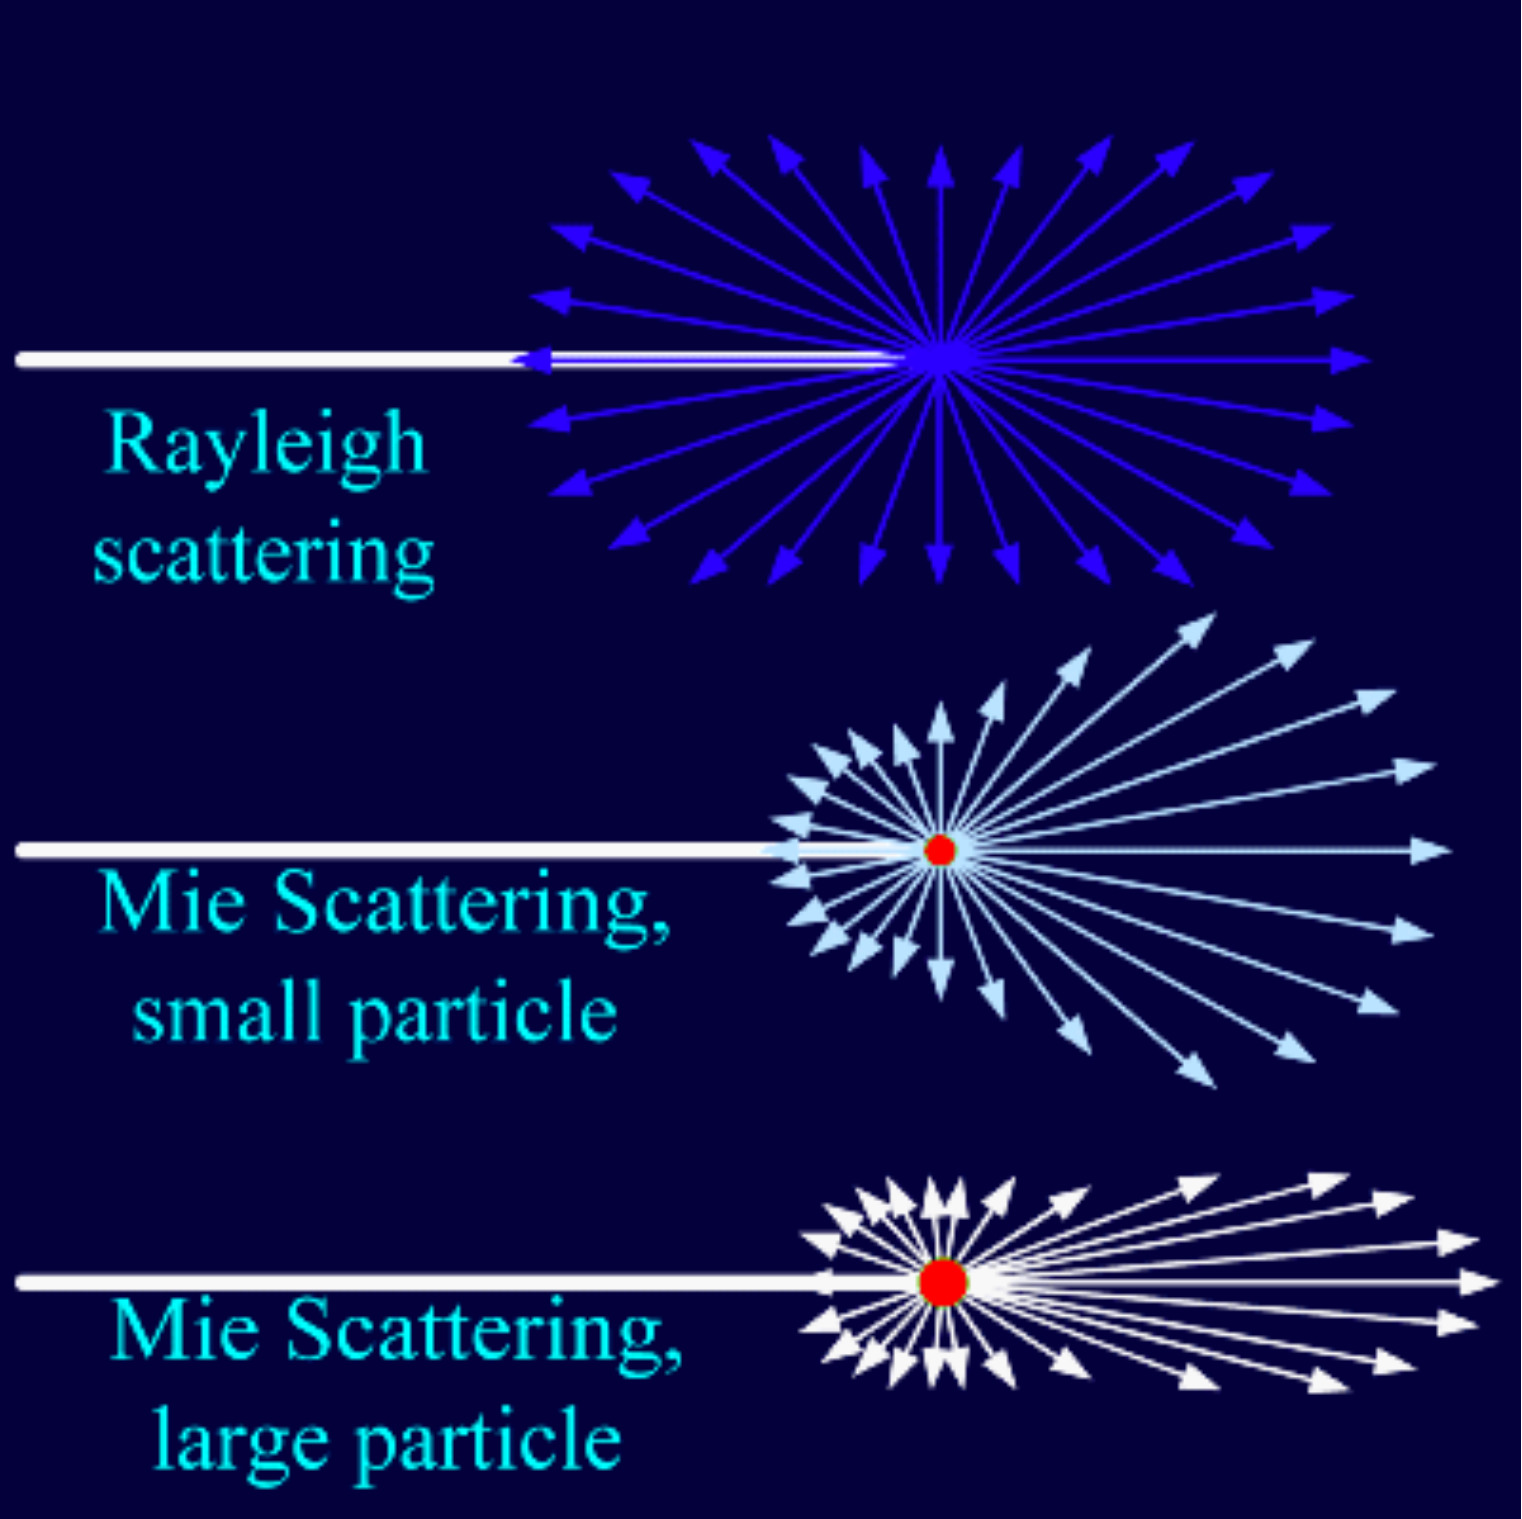 Rayleigh
scattering
Mie Scattering,
small particle
Mie Scattering,
large particle